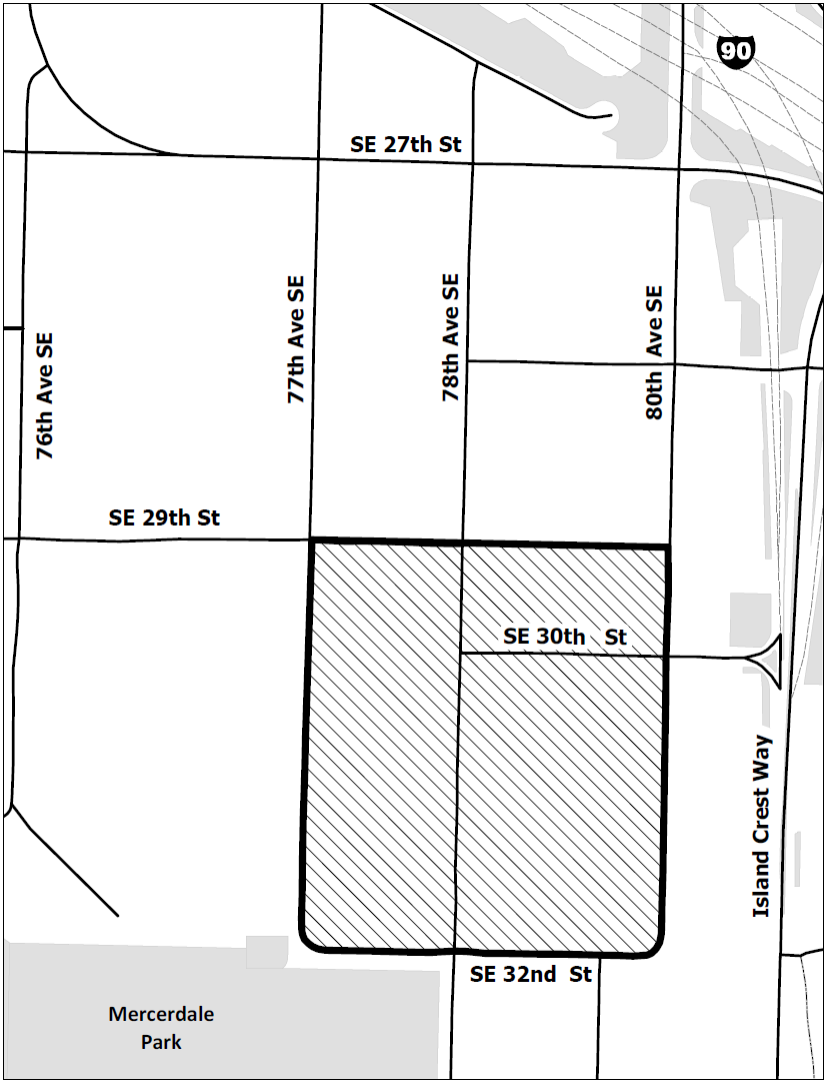 90
SE 27th St
76th Ave SE
77th Ave SE
78th Ave SE
80th Ave SE
SE 29th St
SE 30th St
Island Crest Way
SE 32nd St
Mercerdale
Park